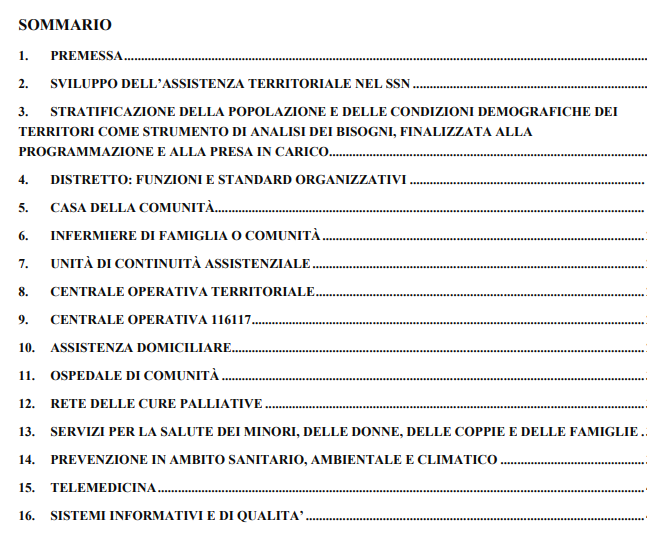 SOMMARIO
1. PREMESSA
2. SVILUPPO DELL’ASSISTENZA TERRITORIALE NEL SSN
3. STRATIFICAZIONE DELLA POPOLAZIONE E DELLE CONDIZIONI DEMOGRAFICHE DEI
TERRITORI COME STRUMENTO DI ANALISI DEI BISOGNI, FINALIZZATA ALLA
PROGRAMMAZIONE E ALLA PRESA IN CARICO
4. DISTRETTO: FUNZIONI E STANDARD ORGANIZZATIVI
5. CASA DELLA COMUNITÀ
6. INFERMIERE DI FAMIGLIA O COMUNITÀ
7. UNITÀ DI CONTINUITÀ ASSISTENZIALE
8. CENTRALE OPERATIVA TERRITORIALE
9. CENTRALE OPERATIVA 116117
10. ASSISTENZA DOMICILIARE
11. OSPEDALE DI COMUNITÀ
12. RETE DELLE CURE PALLIATIVE
13. SERVIZI PER LA SALUTE DEI MINORI, DELLE DONNE, DELLE COPPIE E DELLE FAMIGLIE
14. PREVENZIONE IN AMBITO SANITARIO, AMBIENTALE E CLIMATICO
15. TELEMEDICINA
16. SISTEMI INFORMATIVI E DI QUALITA’